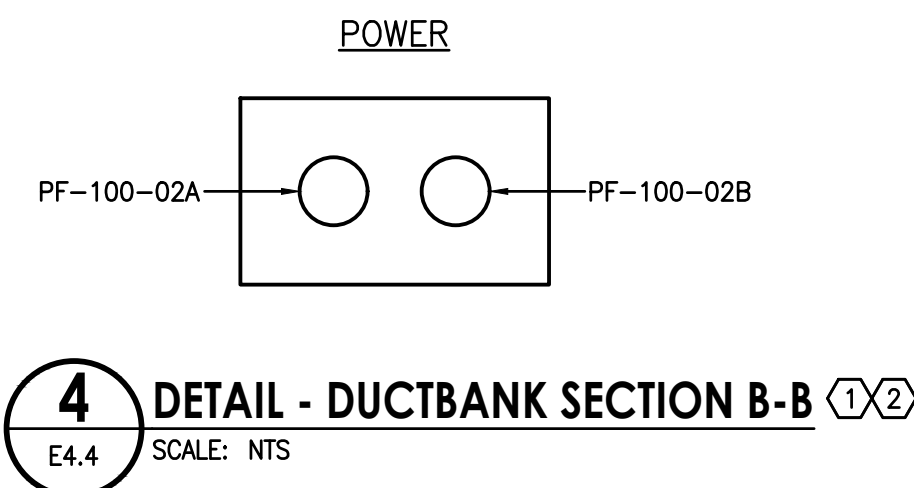 POWER
PF-100-02A
PF-100-02B
4
E4.4
DETAIL - DUCTBANK SECTION B-B 1 2
SCALE: NTS